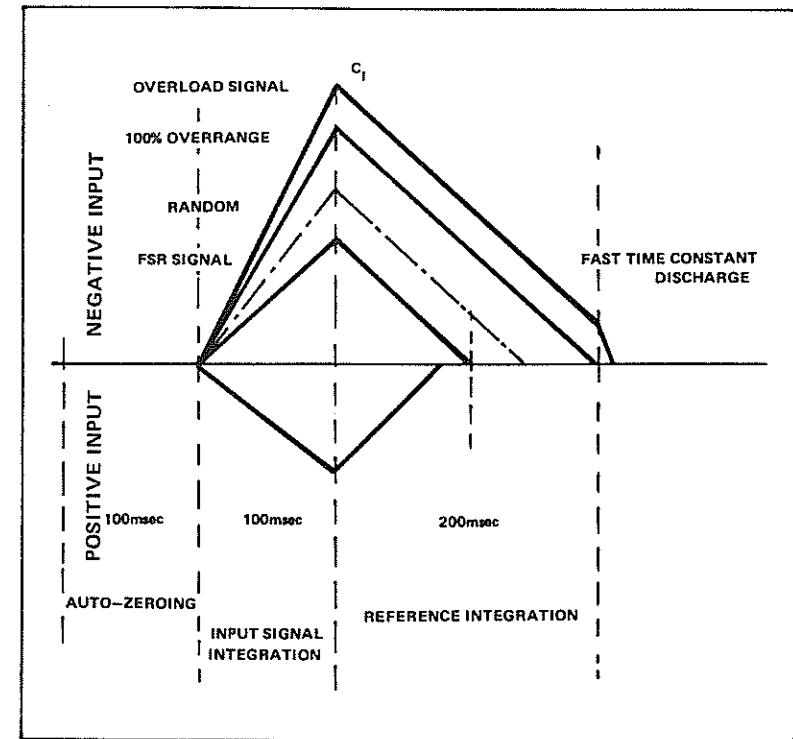 C_I
OVERLOAD SIGNAL
100% OVERRANGE
RANDOM
FSR SIGNAL
NEGATIVE INPUT
FAST TIME CONSTANT
DISCHARGE
POSITIVE INPUT
100msec
100msec
200msec
AUTO-ZEROING
INPUT SIGNAL
INTEGRATION
REFERENCE INTEGRATION